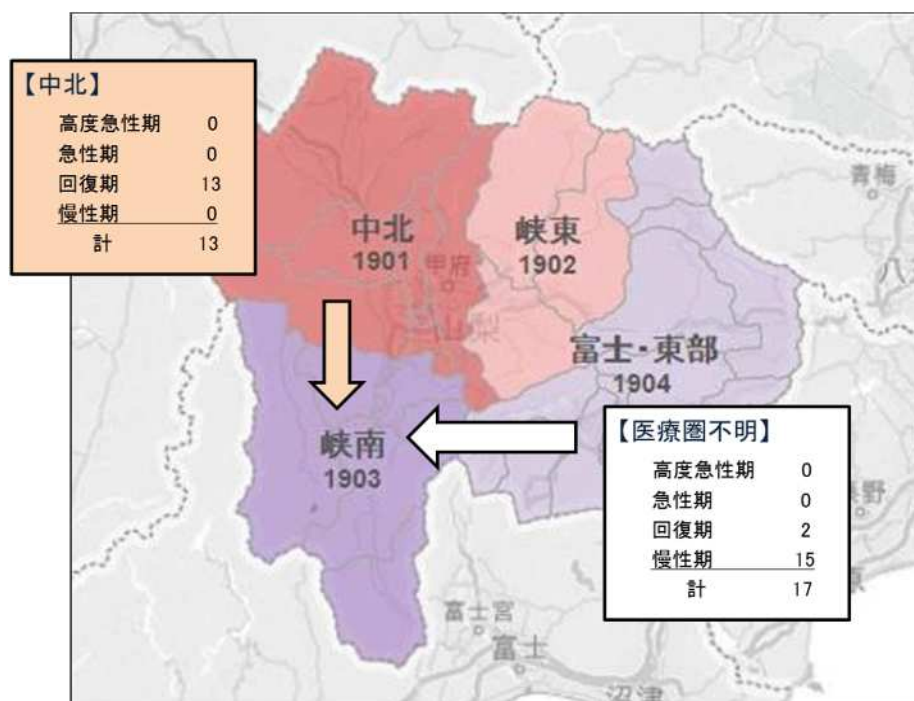 【中北】
高度急性期 0
急性期 0
回復期 13
慢性期 0
計 13
中北
1901
甲府
山梨
峡東
1902
青梅
富士・東部
1904
峡南
1903
【医療圏不明】
高度急性期 0
急性期 0
回復期 2
慢性期 15
計 17
富士宮
富士
沼津